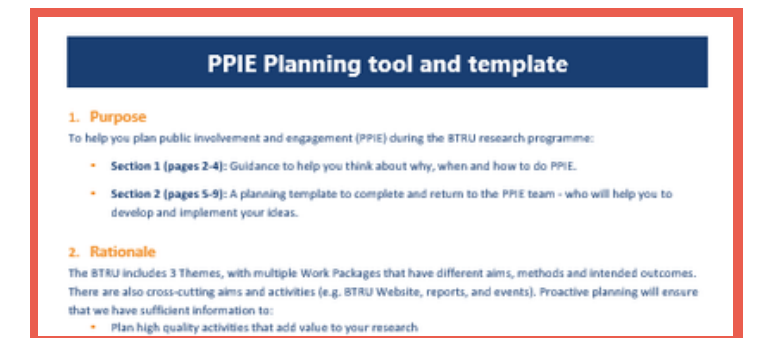 PPIE Planning tool and template
1. Purpose
To help you plan public involvement and engagement (PPIE) during the BTRU research programme:
• Section 1 (pages 2-4): Guidance to help you think about why, when and how to do PPIE.
• Section 2 (pages 5-9): A planning template to complete and return to the PPIE team - who will help you to
develop and implement your ideas.
2. Rationale
The BTRU includes 3 Themes, with multiple Work Packages that have different aims, methods and intended outcomes.
There are also cross-cutting aims and activities (e.g. BTRU Website, reports, and events). Proactive planning will ensure
that we have sufficient information to:
• Plan high quality activities that add value to your research